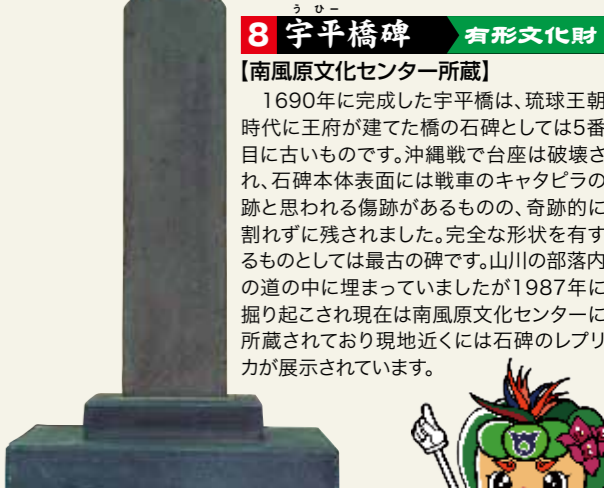 う ひー
8 宇平橋碑 有形文化財
【南風原文化センター所蔵】
1690年に完成した宇平橋は、琉球王朝
時代に王府が建てた橋の石碑としては5番
目に古いものです。沖縄戦で台座は破壊さ
れ、石碑本体表面には戦車のキャタピラの
跡と思われる傷跡があるものの、奇跡的に
割れずに残されました。完全な形状を有す
るものとしては最古の碑です。山川の部落内
の道の中に埋まっていましたが1987年に
掘り起こされ現在は南風原文化センターに
所蔵されており現地近くには石碑のレプリ
カが展示されています。